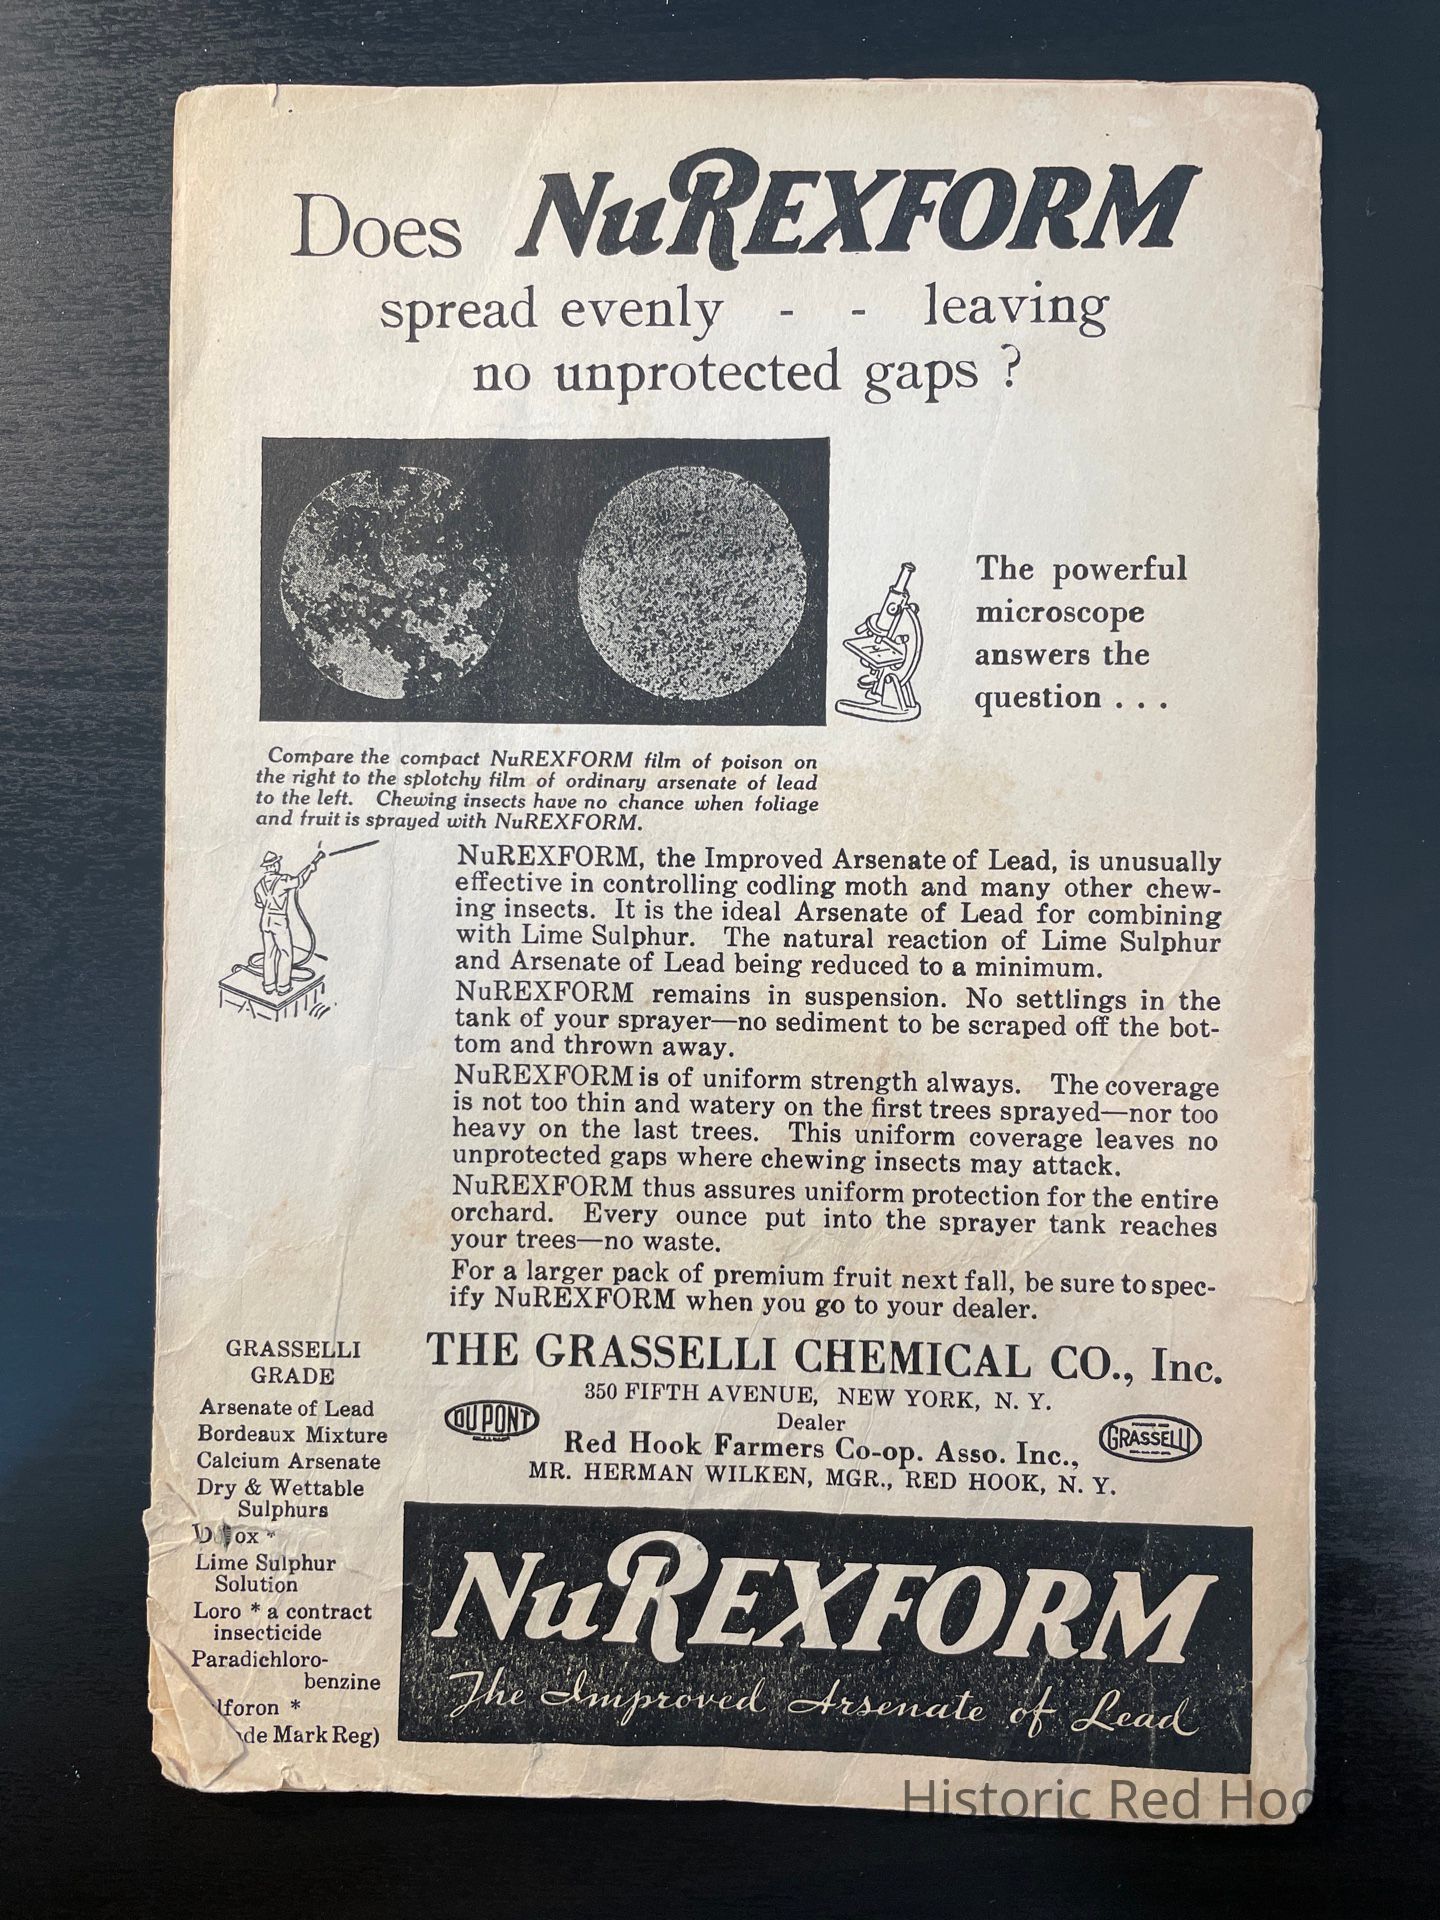 Does NuREXFORM
spread evenly - - leaving
no unprotected gaps ?
The powerful
microscope
answers the
question . . .
Compare the compact NuREXFORM film of poison on
the right to the splotchy film of ordinary arsenate of lead
to the left. Chewing insects have no chance when foliage
and fruit is sprayed with NuREXFORM.
NuREXFORM, the Improved Arsenate of Lead, is unusually
effective in controlling codling moth and many other chew-
ing insects. It is the ideal Arsenate of Lead for combining
with Lime Sulphur. The natural reaction of Lime Sulphur
and Arsenate of Lead being reduced to a minimum.
NuREXFORM remains in suspension. No settlings in the
tank of your sprayer—no sediment to be scraped off the bot-
tom and thrown away.
NuREXFORM is of uniform strength always. The coverage
is not too thin and watery on the first trees sprayed—nor too
heavy on the last trees. This uniform coverage leaves no
unprotected gaps where chewing insects may attack.
NuREXFORM thus assures uniform protection for the entire
orchard. Every ounce put into the sprayer tank reaches
your trees—no waste.
For a larger pack of premium fruit next fall, be sure to spec-
ify NuREXFORM when you go to your dealer.
GRASSELLI
GRADE
Arsenate of Lead
Bordeaux Mixture
Calcium Arsenate
Dry & Wettable
Sulphurs
Lime Sulphur
Solution
Loro * a contract
insecticide
Paradichloro-
benzine
lforon *
de Mark Reg)
THE GRASSELLI CHEMICAL CO., Inc.
350 FIFTH AVENUE, NEW YORK, N. Y.
DU PONT
Dealer
GRASSELLI
Red Hook Farmers Co-op. Asso. Inc.,
MR. HERMAN WILKEN, MGR., RED HOOK, N. Y.
NuREXFORM
The Improved Arsenate of Lead
Historic Red Hoo